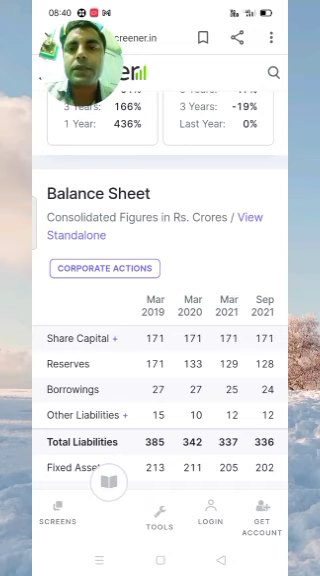 08:40
creener.in
er
3 Years: 166% 3 Years: -19%
1 Year: 436% Last Year: 0%
Balance Sheet
Consolidated Figures in Rs. Crores / View
Standalone
CORPORATE ACTIONS
Mar Mar Mar Sep
2019 2020 2021 2021
Share Capital + 171 171 171 171
Reserves 171 133 129 128
Borrowings 27 27 25 24
Other Liabilities + 15 10 12 12
Total Liabilities 385 342 337 336
Fixed Asset 213 211 205 202
SCREENS TOOLS LOGIN GET
ACCOUNT